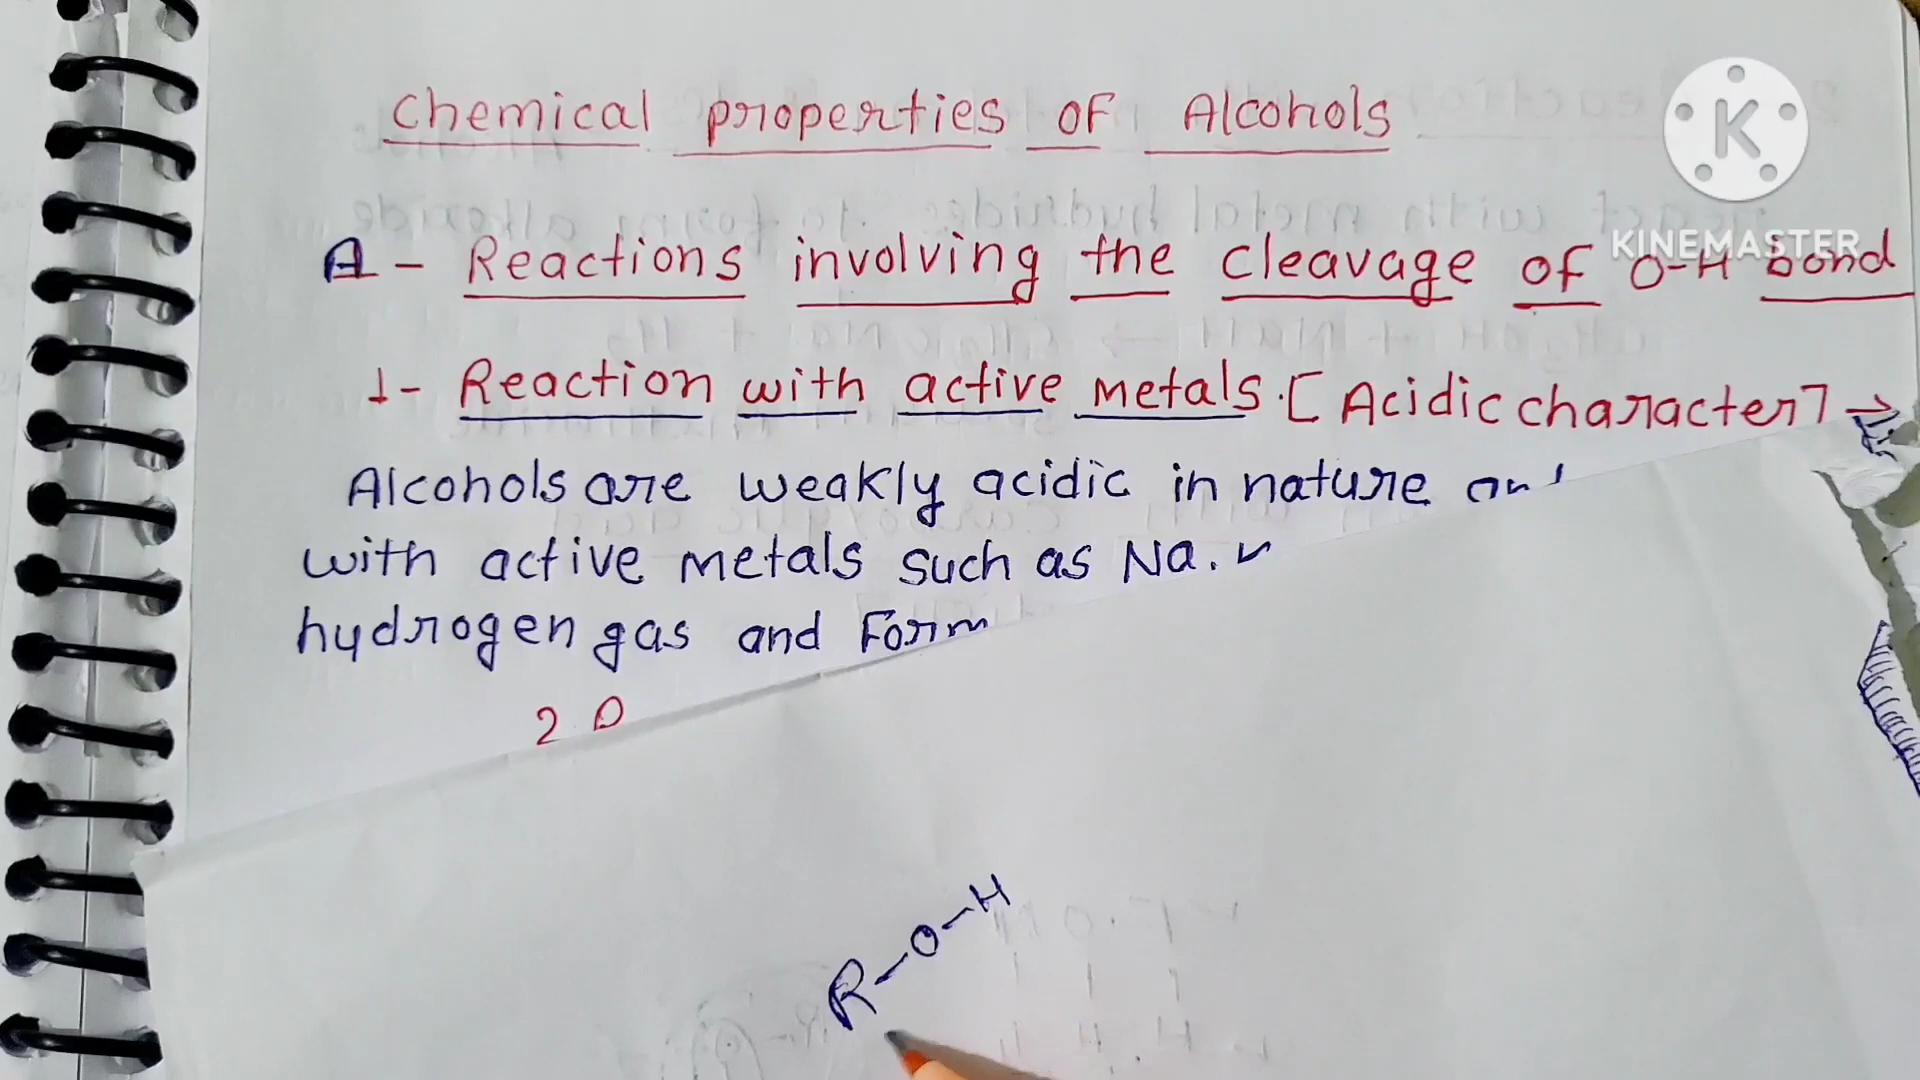 Chemical properties of Alcohols
K
KINEMASTER
A - Reactions involving the cleavage of O-H bond
1- Reaction with active metals. [Acidic character] →
Alcohols are weakly acidic in nature
with active metals such as Na.
hydrogen gas and Form
2
R-O-H